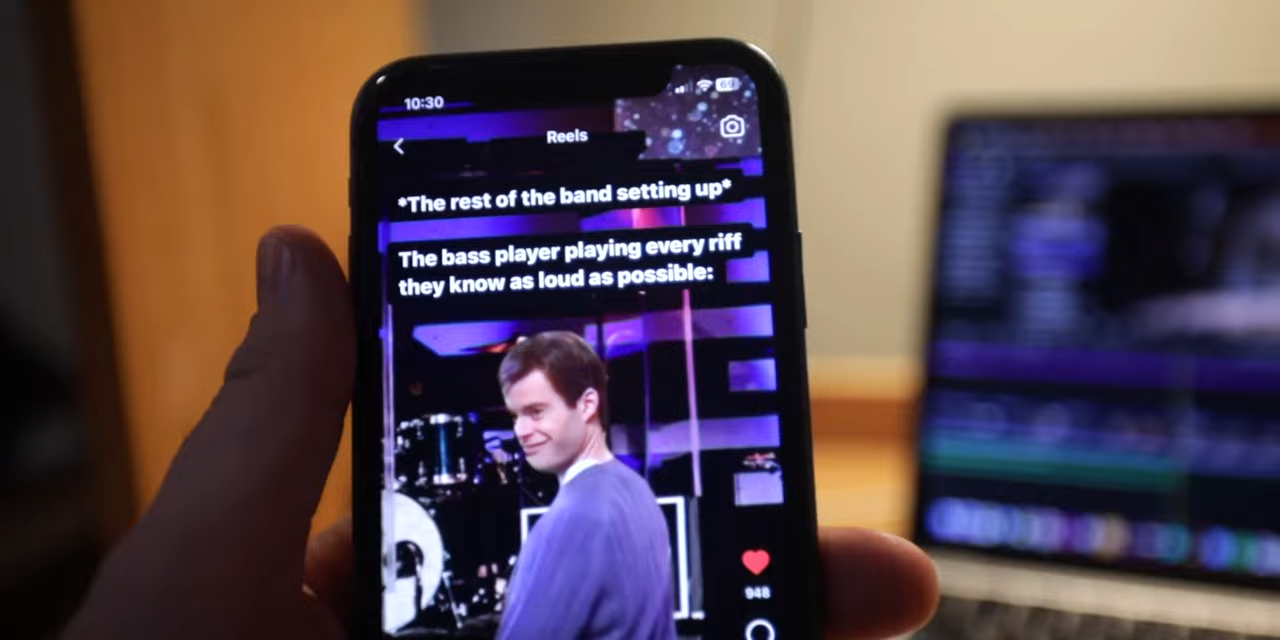 10:30
69
Reels
*The rest of the band setting up*
The bass player playing every riff
they know as loud as possible:
948